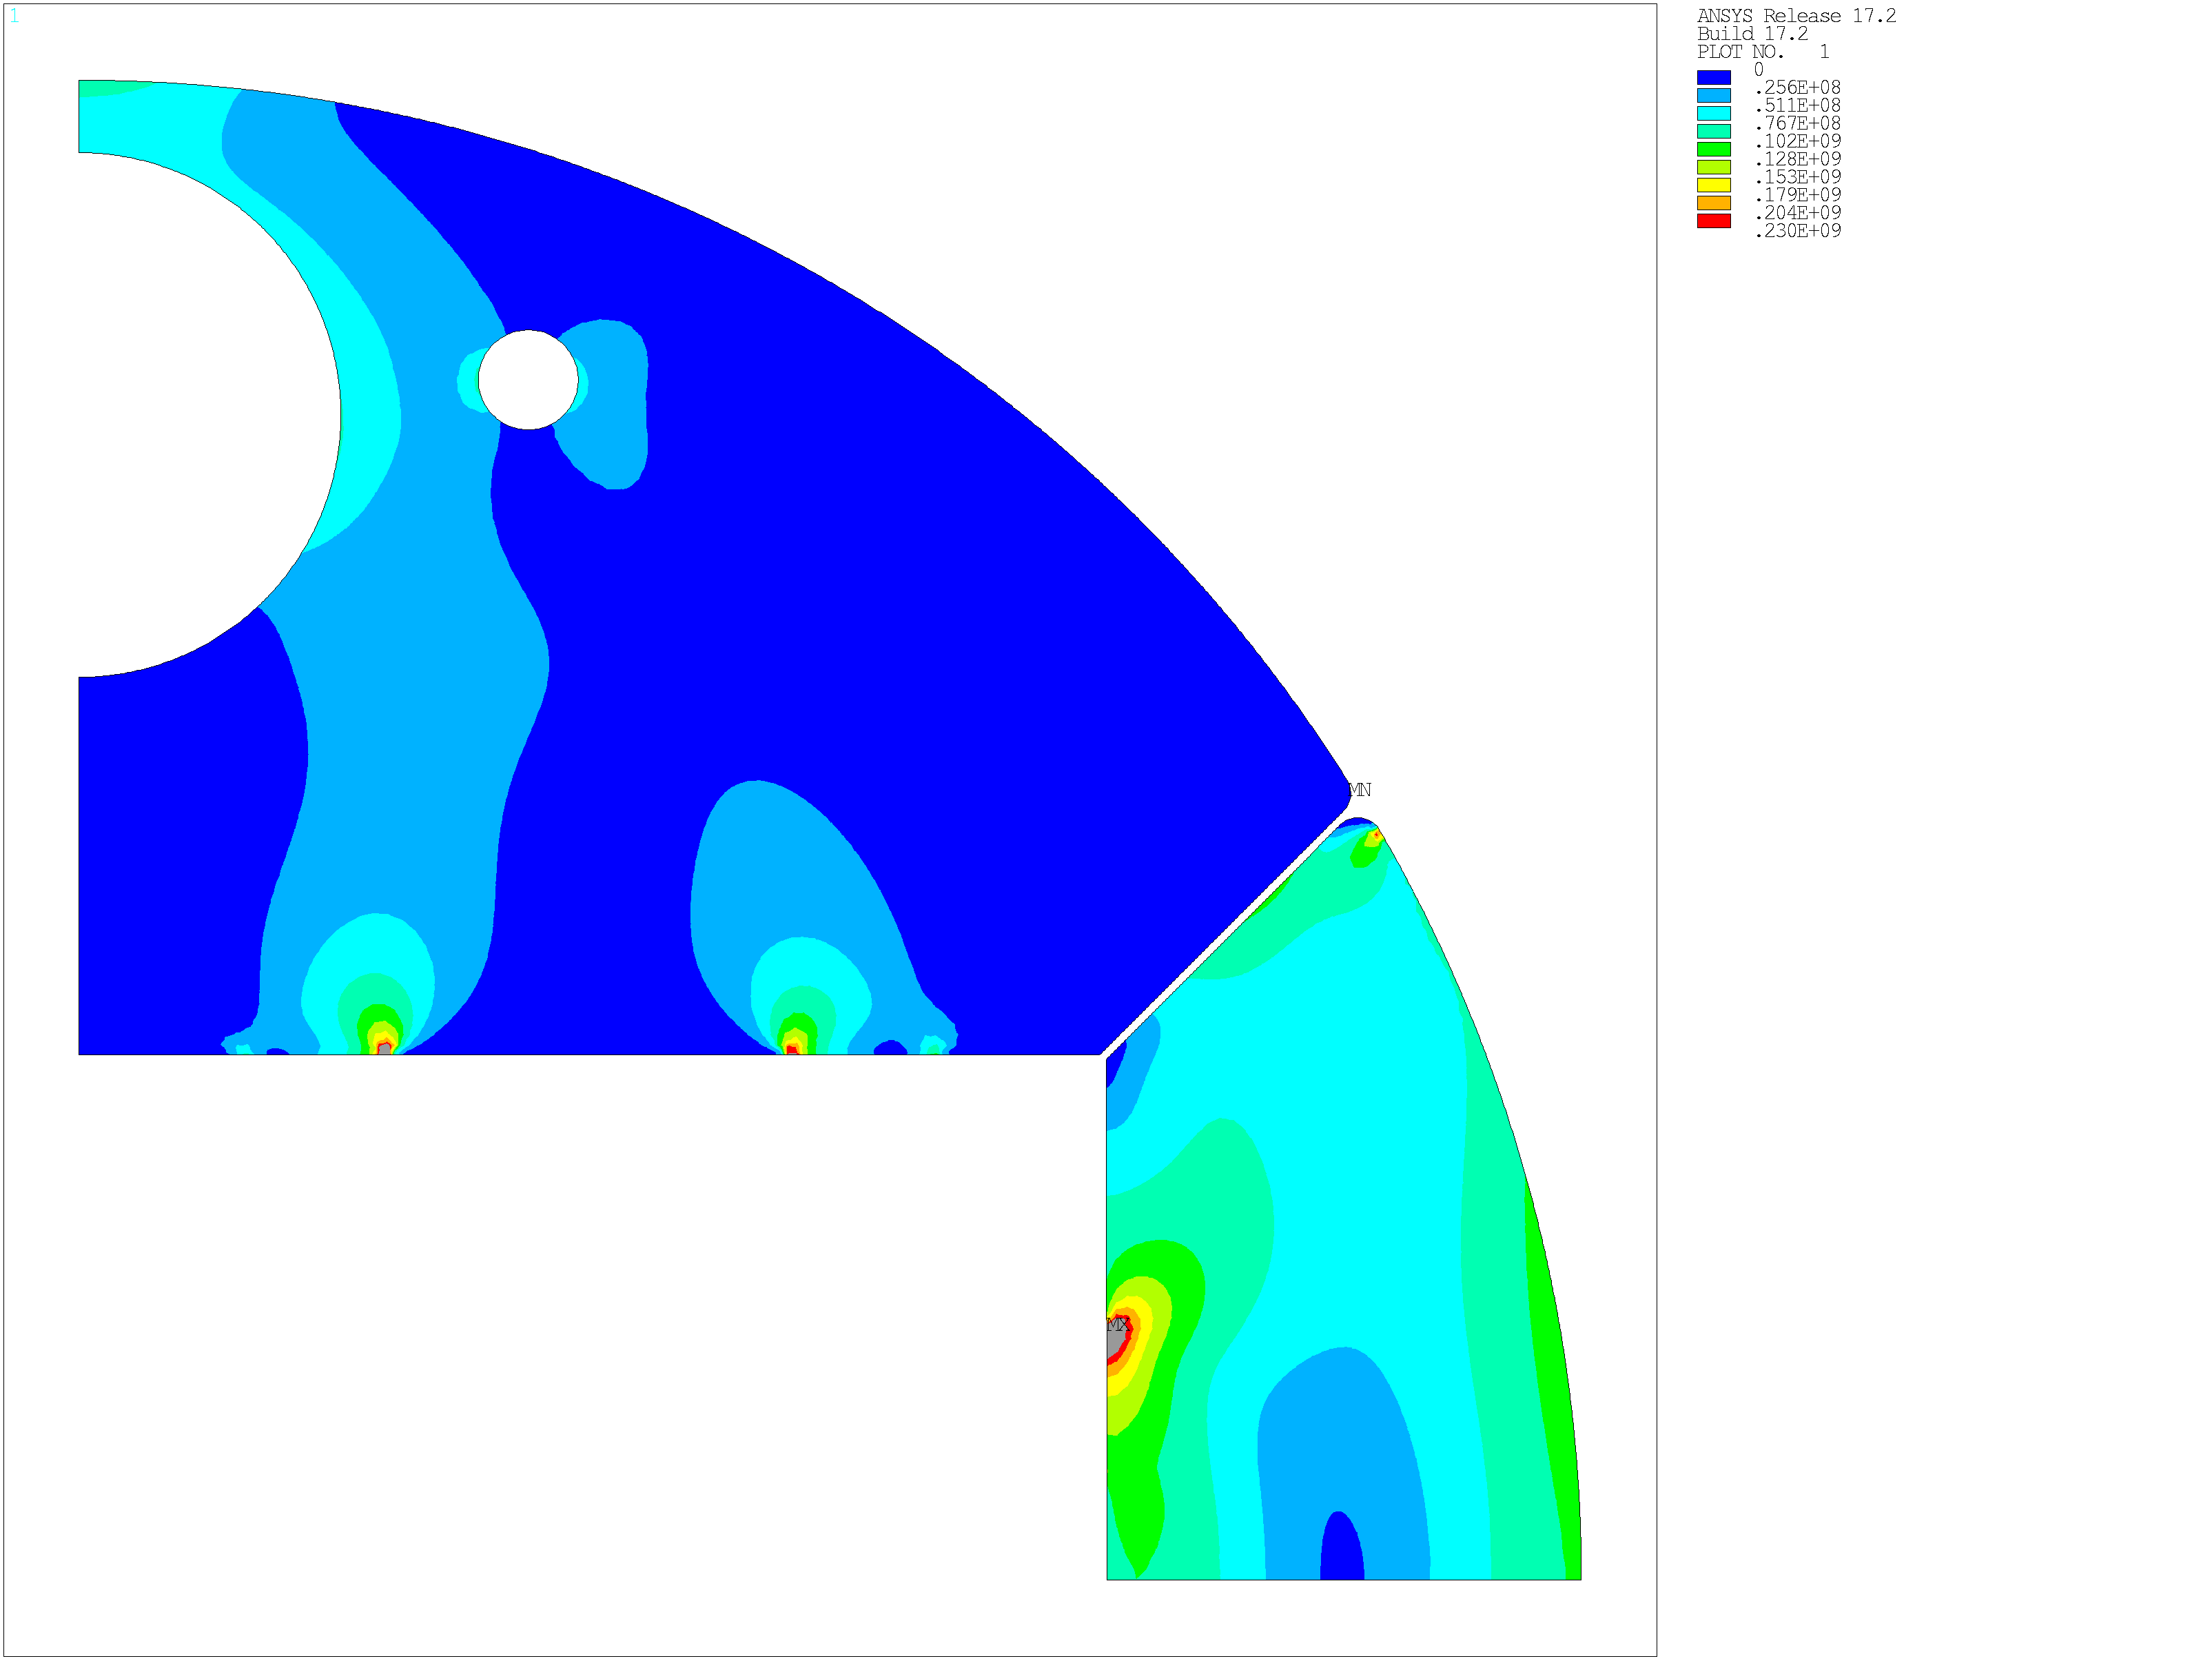 1
ANSYS Release 17.2
Build 17.2
PLOT NO.   1
0
.256E+08
.511E+08
.767E+08
.102E+09
.128E+09
.153E+09
.179E+09
.204E+09
.230E+09
MN
MX